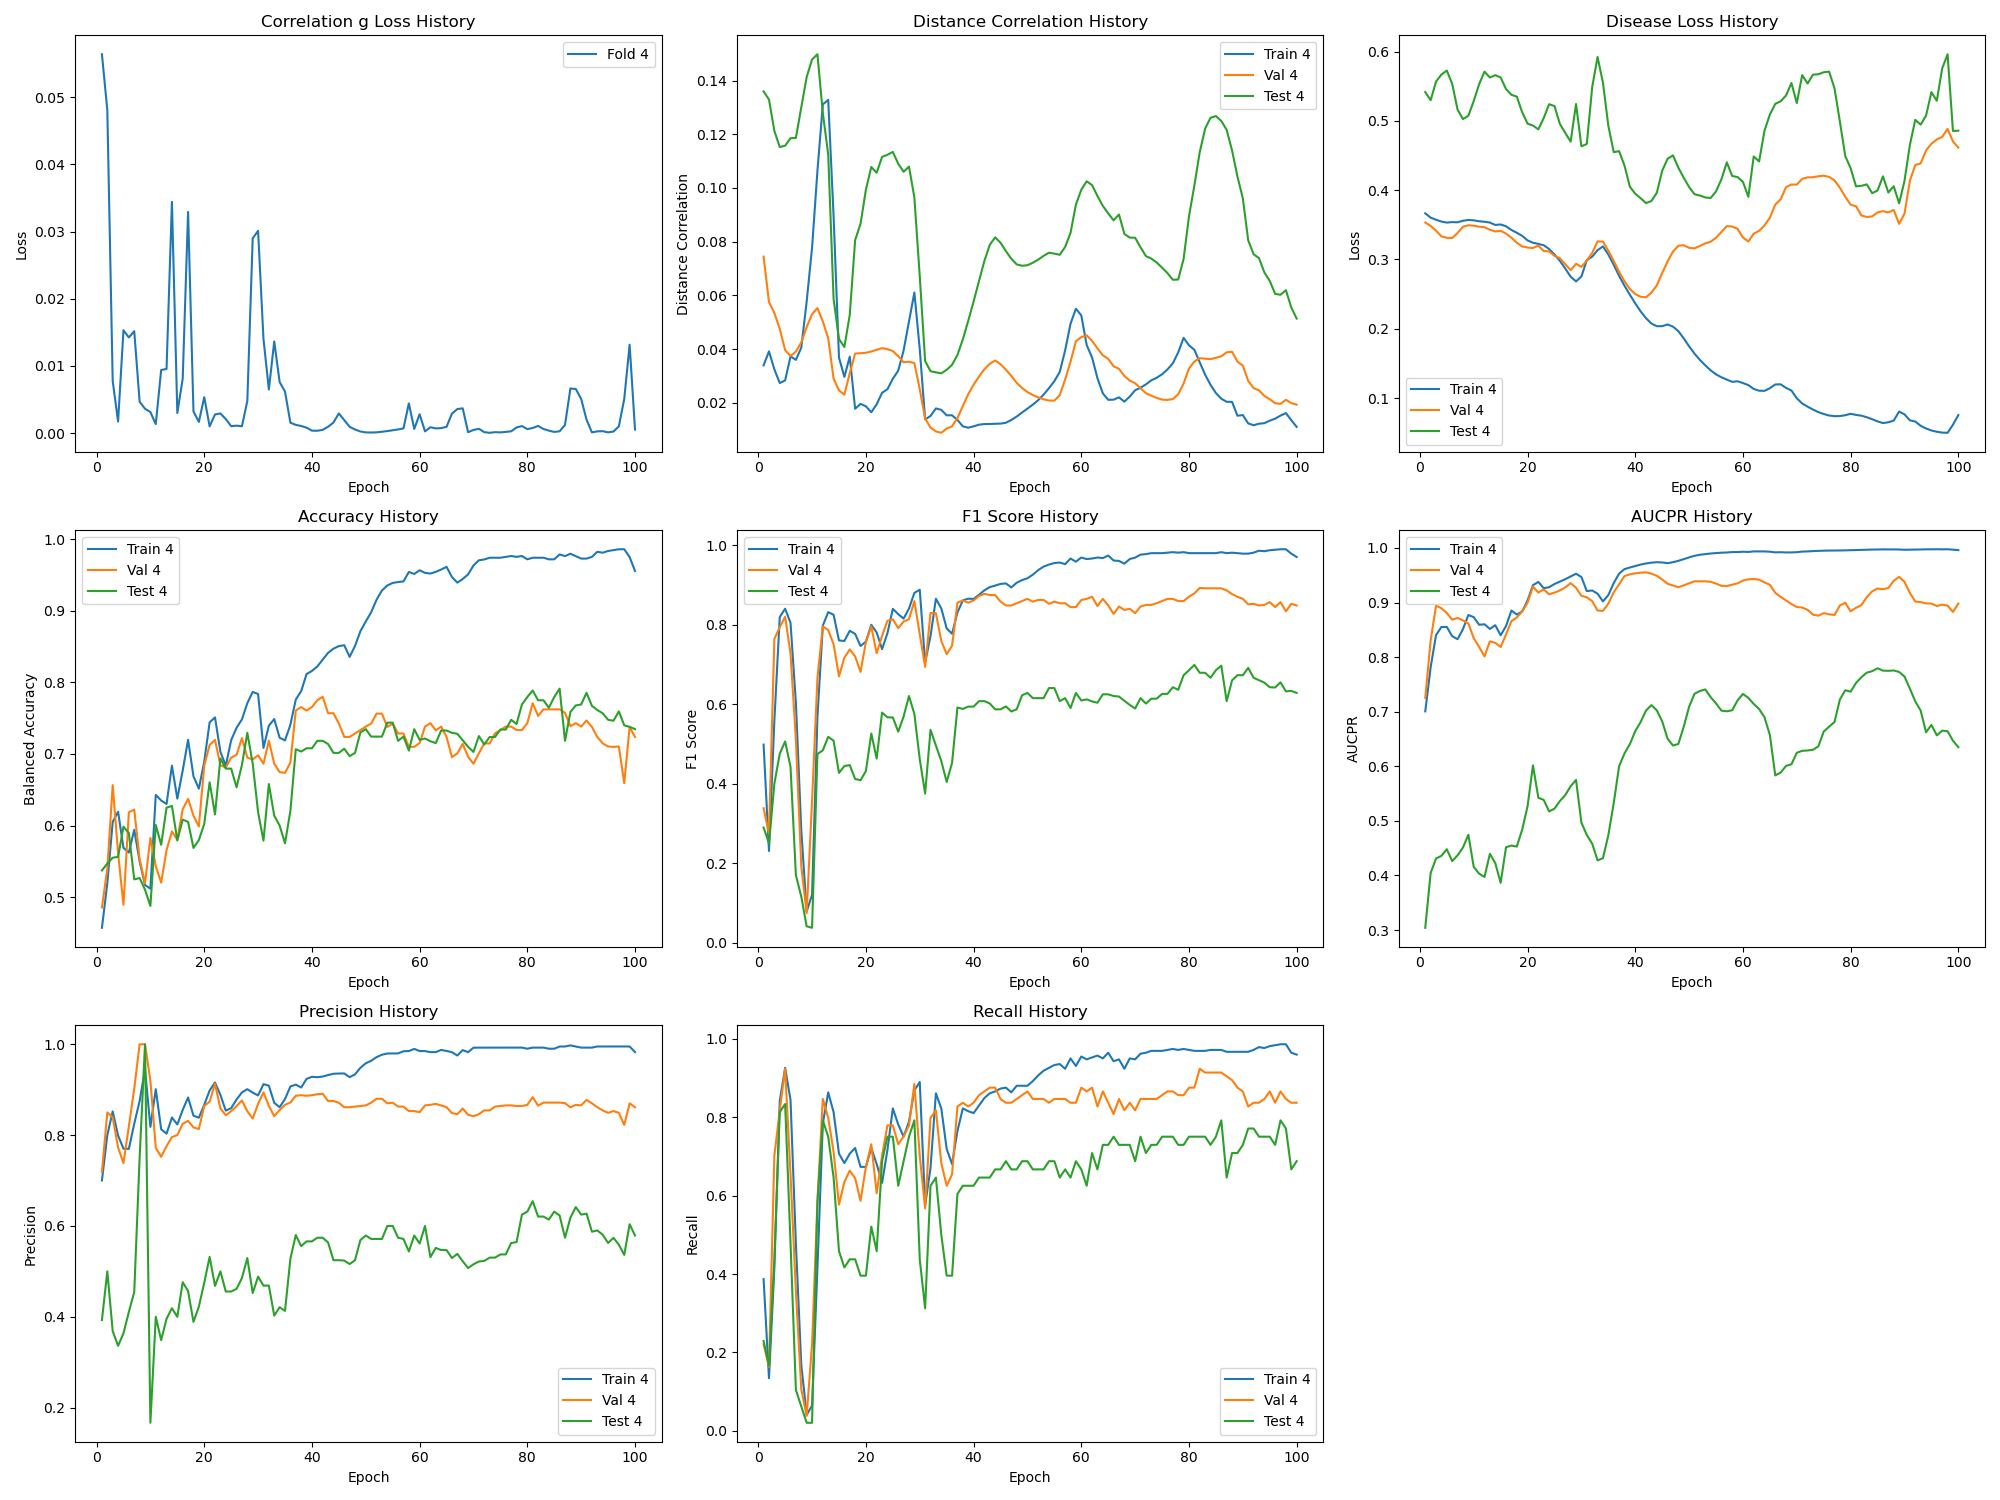 Correlation g Loss History
Loss
0.05
0.04
0.03
0.02
0.01
0.00
0 20 40 60 80 100
Epoch
Fold 4
Distance Correlation History
Distance Correlation
0.14
0.12
0.10
0.08
0.06
0.04
0.02
0 20 40 60 80 100
Epoch
Train 4
Val 4
Test 4
Disease Loss History
Loss
0.6
0.5
0.4
0.3
0.2
0.1
0 20 40 60 80 100
Epoch
Train 4
Val 4
Test 4
Accuracy History
Balanced Accuracy
1.0
0.9
0.8
0.7
0.6
0.5
0 20 40 60 80 100
Epoch
Train 4
Val 4
Test 4
F1 Score History
F1 Score
1.0
0.8
0.6
0.4
0.2
0.0
0 20 40 60 80 100
Epoch
Train 4
Val 4
Test 4
AUCPR History
AUCPR
1.0
0.9
0.8
0.7
0.6
0.5
0.4
0.3
0 20 40 60 80 100
Epoch
Train 4
Val 4
Test 4
Precision History
Precision
1.0
0.8
0.6
0.4
0.2
0 20 40 60 80 100
Epoch
Train 4
Val 4
Test 4
Recall History
Recall
1.0
0.8
0.6
0.4
0.2
0.0
0 20 40 60 80 100
Epoch
Train 4
Val 4
Test 4